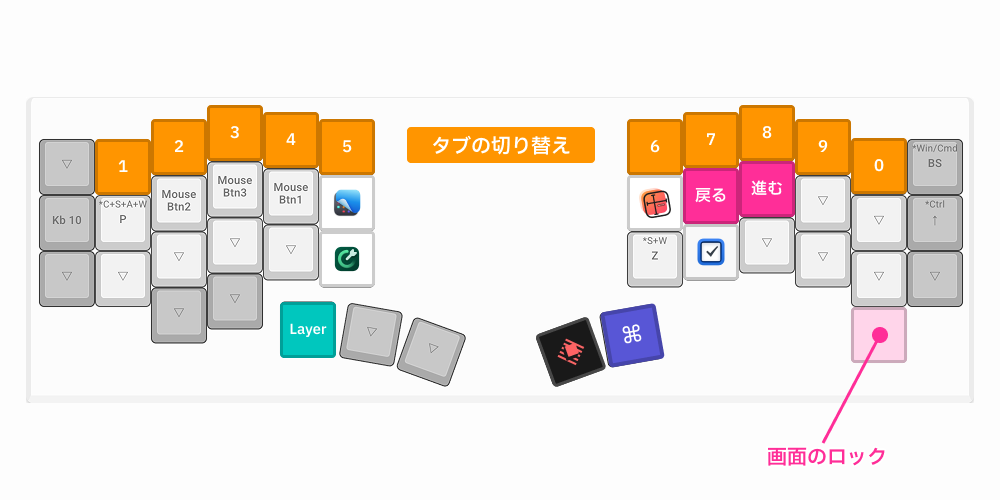 タブの切り替え
1
2
3
4
5
6
7
8
9
0
*Win/Cmd
BS
Kb 10
*C+S+A+W
P
Mouse
Btn2
Mouse
Btn3
Mouse
Btn1
戻る
進む
*Ctrl
↑
*S+W
Z
Layer
⌘
画面のロック